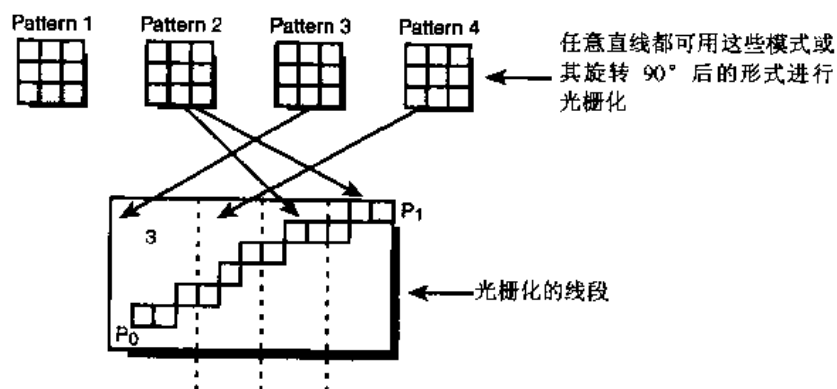 Pattern 1 Pattern 2 Pattern 3 Pattern 4
任意直线都可用这些模式或
其旋转 90° 后的形式进行
光栅化
P1
3
光栅化的线段
P0